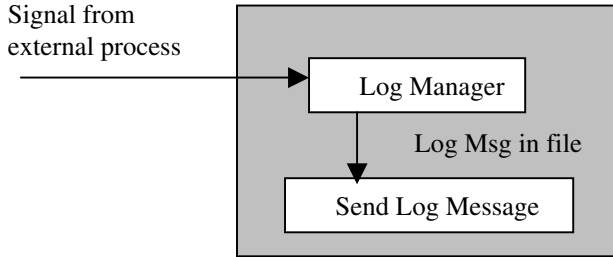 Signal from
external process
Log Manager
Log Msg in file
Send Log Message